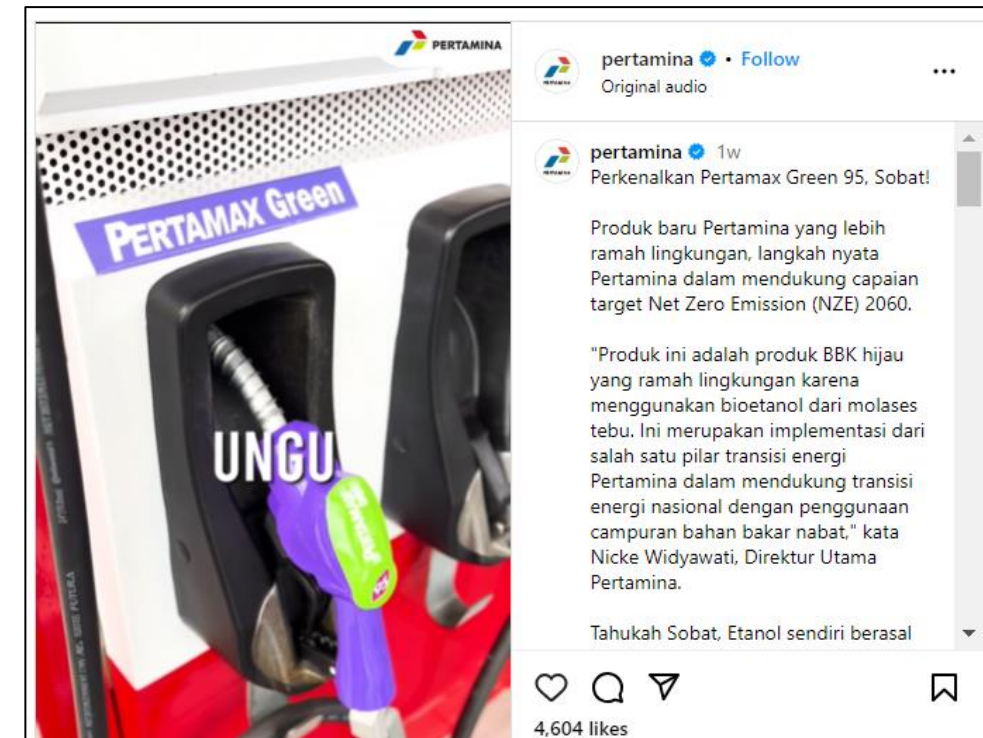 PERTAMINA
PERTAMAX Green
UNGU
pertamina • Follow
Original audio
pertamina 1w
Perkenalkan Pertamax Green 95, Sobat!
Produk baru Pertamina yang lebih
ramah lingkungan, langkah nyata
Pertamina dalam mendukung capaian
target Net Zero Emission (NZE) 2060.
"Produk ini adalah produk BBK hijau
yang ramah lingkungan karena
menggunakan bioetanol dari molases
tebu. Ini merupakan implementasi dari
salah satu pilar transisi energi
Pertamina dalam mendukung transisi
energi nasional dengan penggunaan
campuran bahan bakar nabat," kata
Nicke Widyawati, Direktur Utama
Pertamina.
Tahukah Sobat, Etanol sendiri berasal
4,604 likes